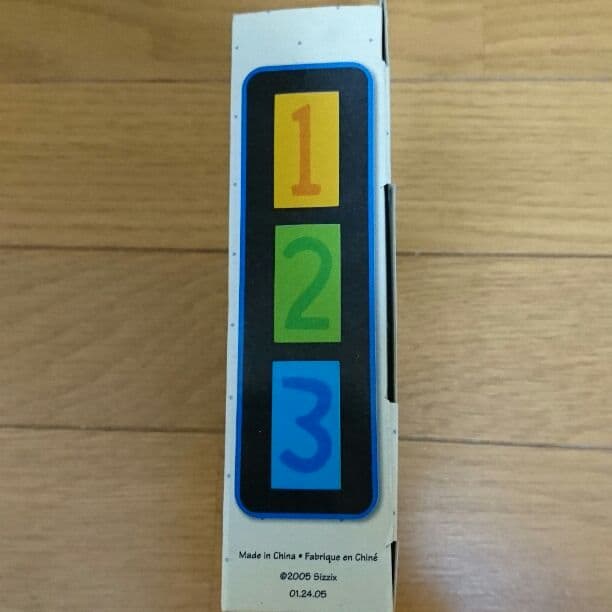 1
2
3
Made in China • Fabrique en Chiné
©2005 Sizzix
01.24.05